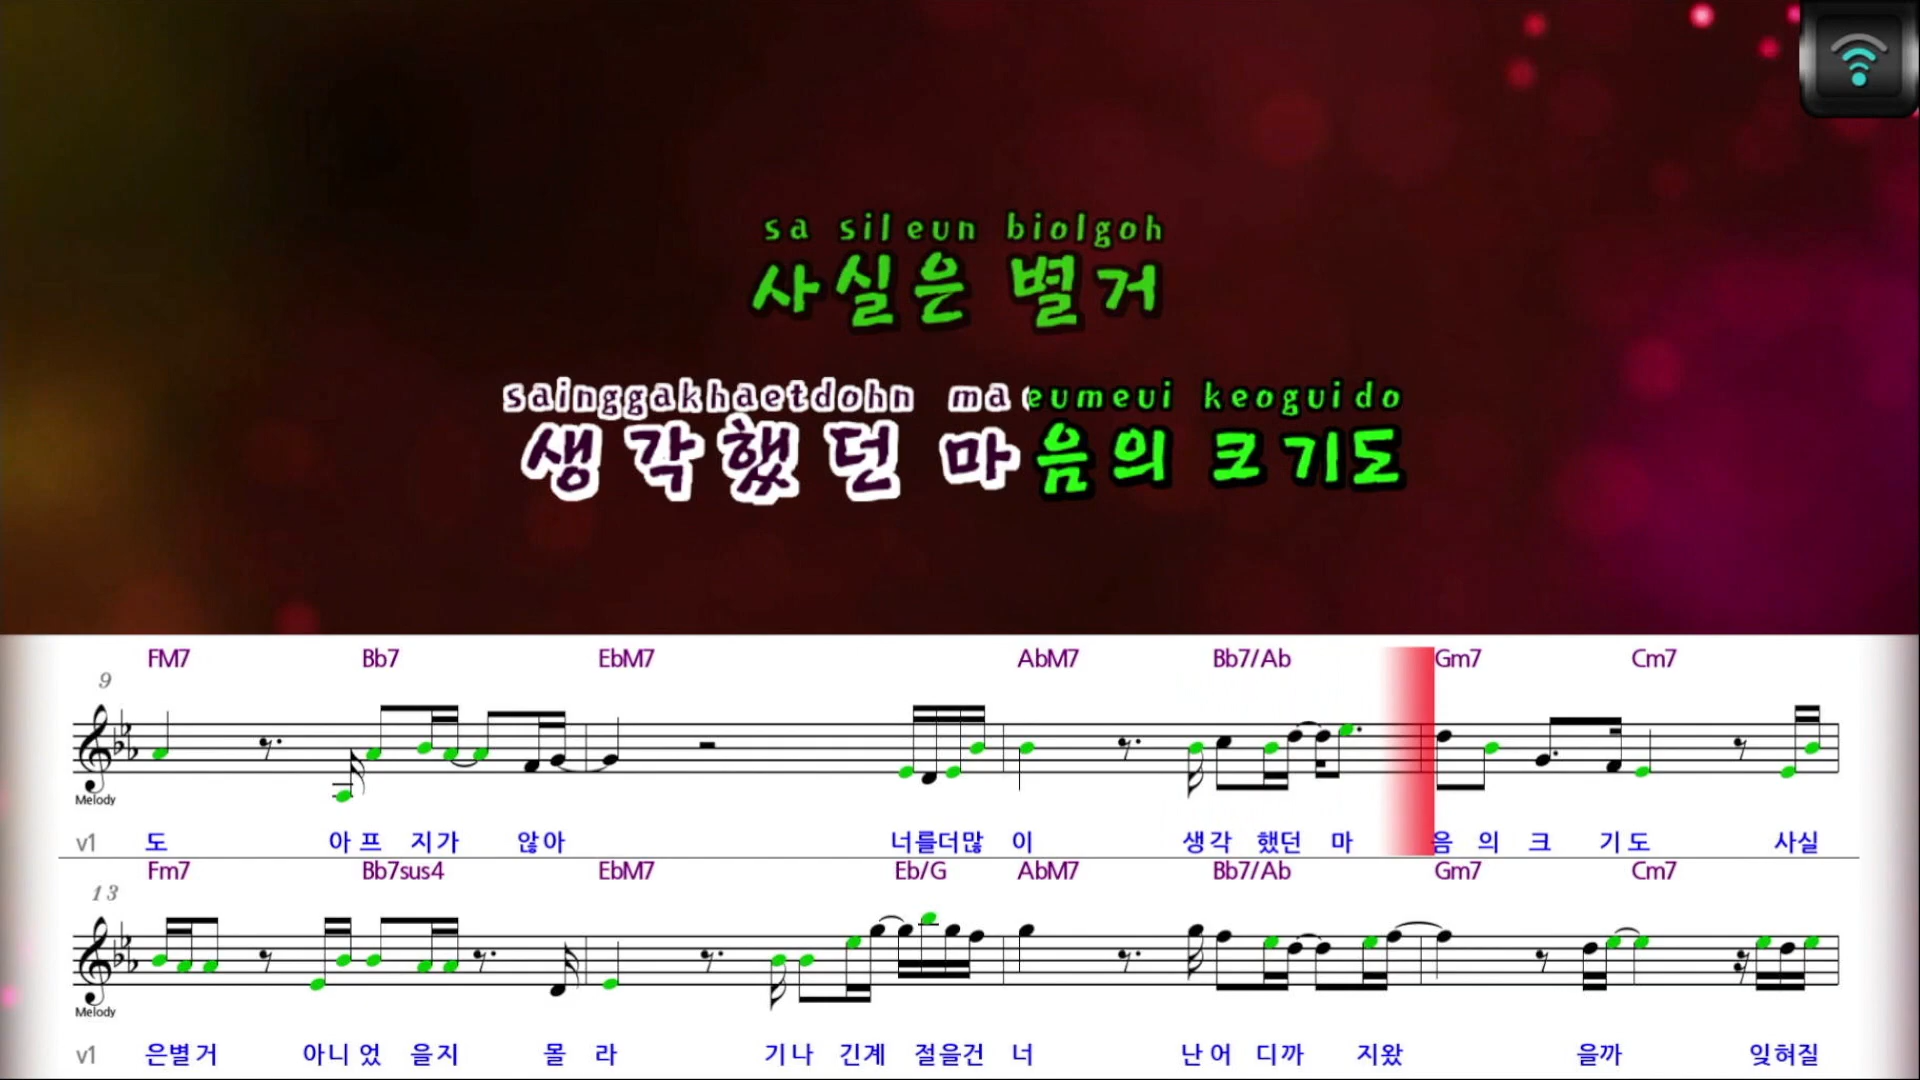 sa sileun biolgoh
사실은 별거
sainggakhaetdohn ma eumeui keoguido
생각했던 마음의 크기도
FM7 Bb7 EbM7 AbM7 Bb7/Ab Gm7 Cm7
9
Melody
v1 도 아프 지가 않아 너를더많 이 생각 했던 마 음 의 크 기도 사실
Fm7 Bb7sus4 EbM7 Eb/G AbM7 Bb7/Ab Gm7 Cm7
13
Melody
v1 은별거 아니었 을지 몰 라 기나 긴계 절을건 너 난어 디까 지왔 을까 잊혀질